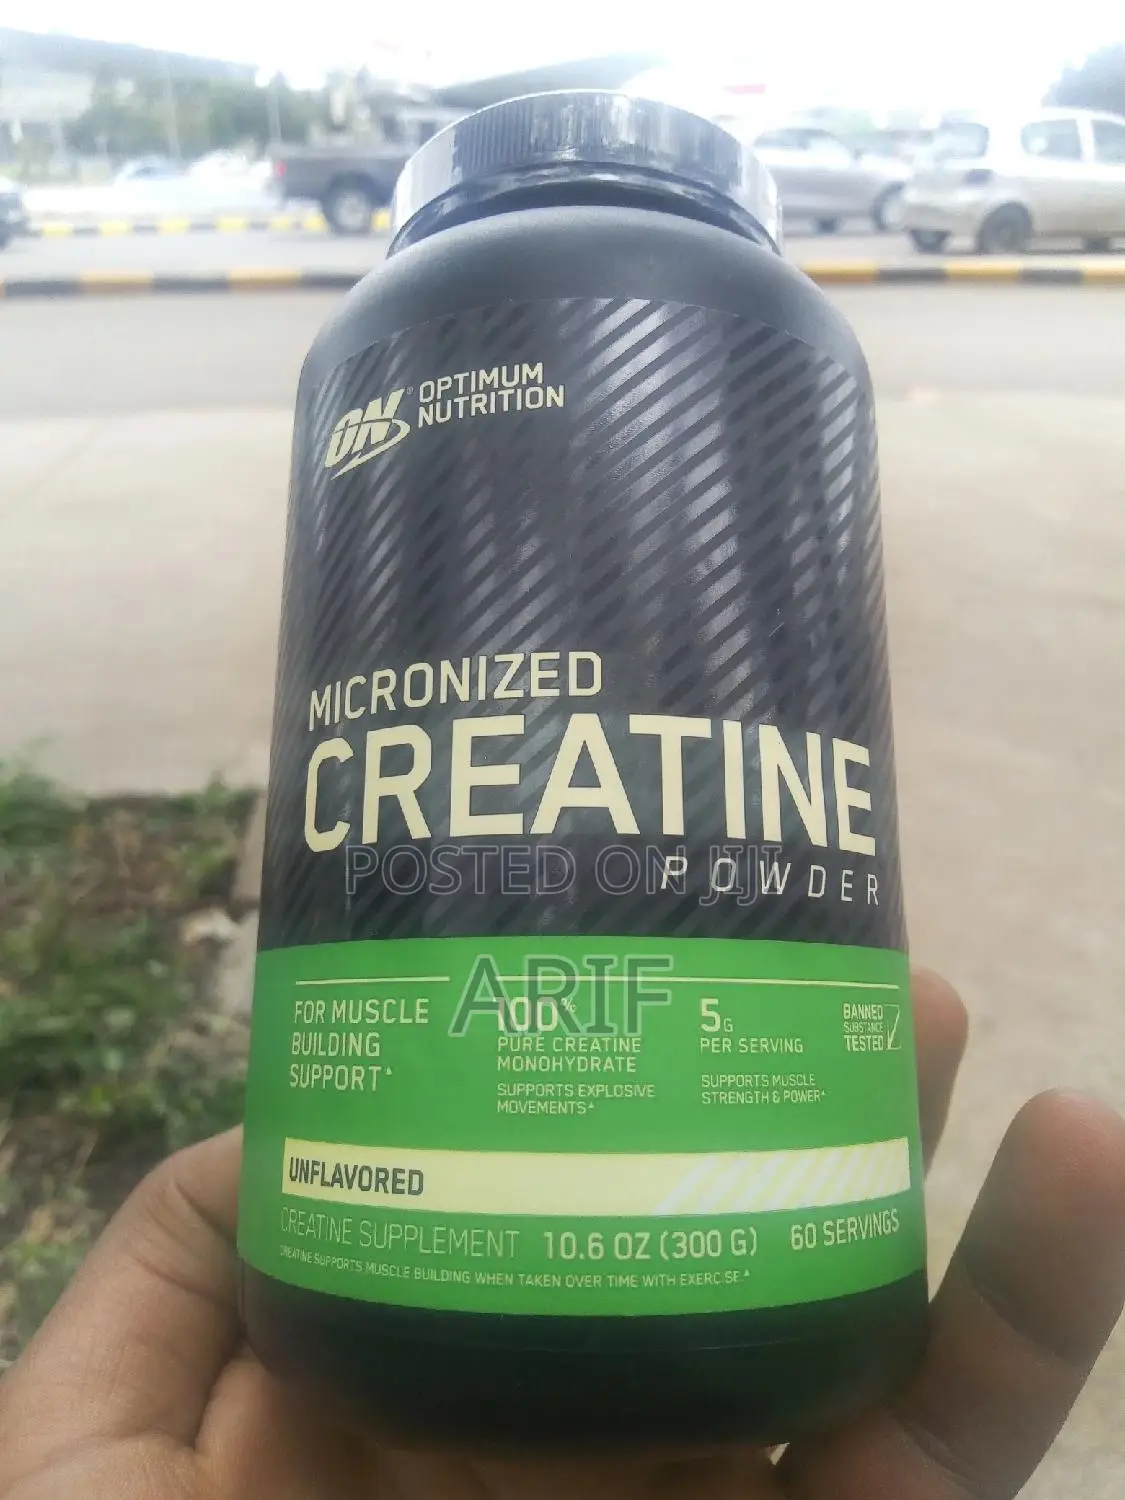 ON® OPTIMUM
NUTRITION
MICRONIZED
CREATINE
POWDER
POSTED ON JIJI
ARIF
FOR MUSCLE
BUILDING
SUPPORT▲
100%
PURE CREATINE
MONOHYDRATE
SUPPORTS EXPLOSIVE
MOVEMENTS▲
5G
PER SERVING
SUPPORTS MUSCLE
STRENGTH & POWER▲
BANNED
SUBSTANCE
TESTED
UNFLAVORED
CREATINE SUPPLEMENT 10.6 OZ (300 G) 60 SERVINGS
CREATINE SUPPORTS MUSCLE BUILDING WHEN TAKEN OVER TIME WITH EXERCISE.▲